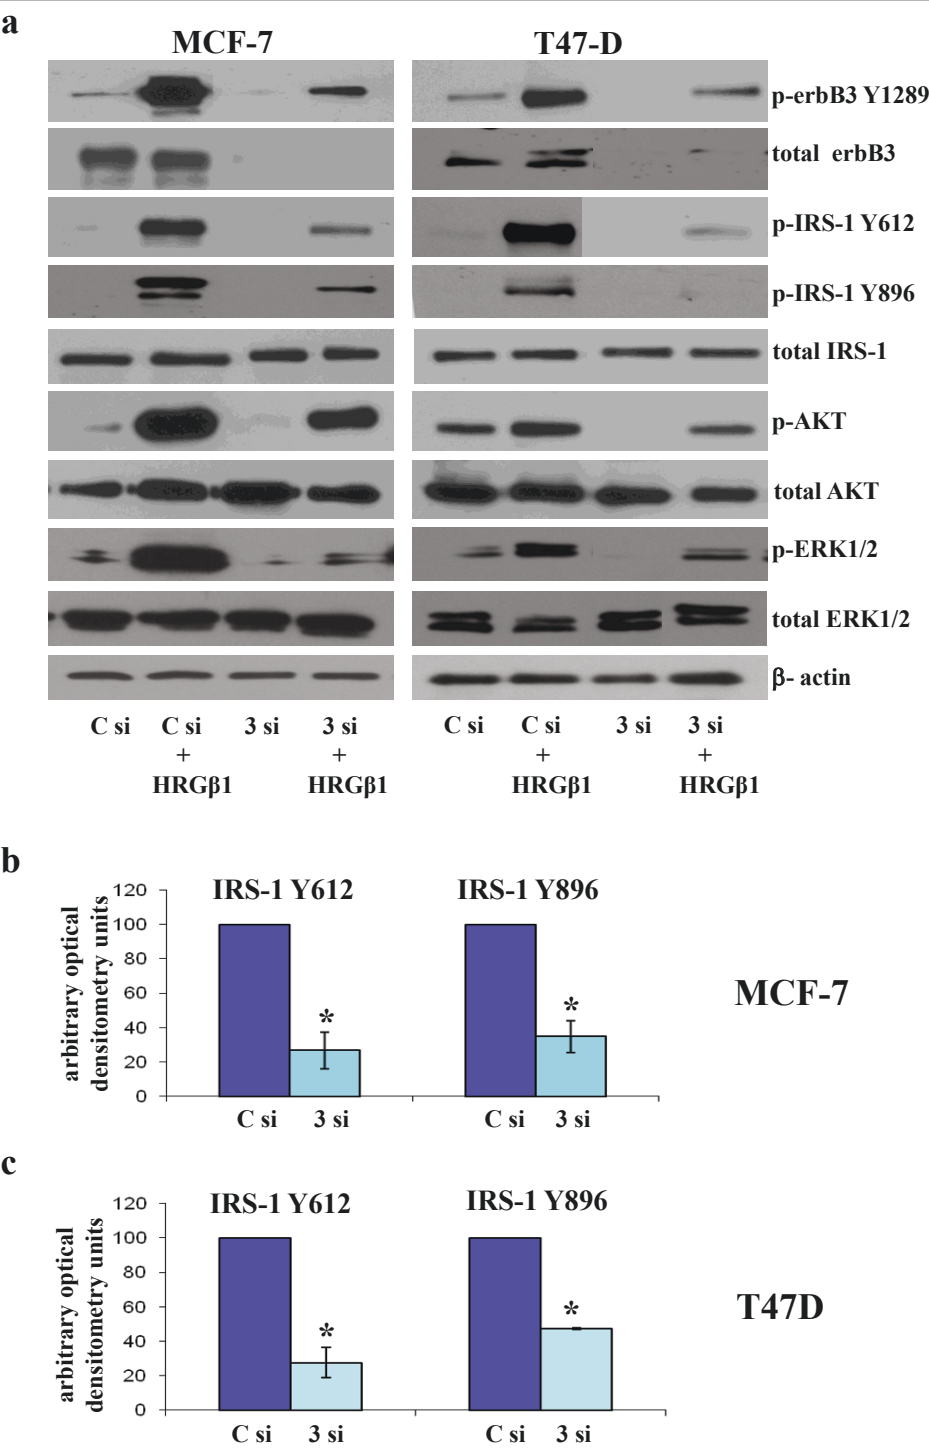 a
MCF-7
T47-D
p-erbB3 Y1289
total erbB3
p-IRS-1 Y612
p-IRS-1 Y896
total IRS-1
p-AKT
total AKT
p-ERK1/2
total ERK1/2
β- actin
C si C si 3 si 3 si C si C si 3 si 3 si
+ + + +
HRGβ1 HRGβ1 HRGβ1 HRGβ1
b
IRS-1 Y612 IRS-1 Y896
arbitrary optical
densitometry units
120
100
80
60
40
20
0
* *
C si 3 si C si 3 si
MCF-7
c
IRS-1 Y612 IRS-1 Y896
arbitrary optical
densitometry units
120
100
80
60
40
20
0
* *
C si 3 si C si 3 si
T47D